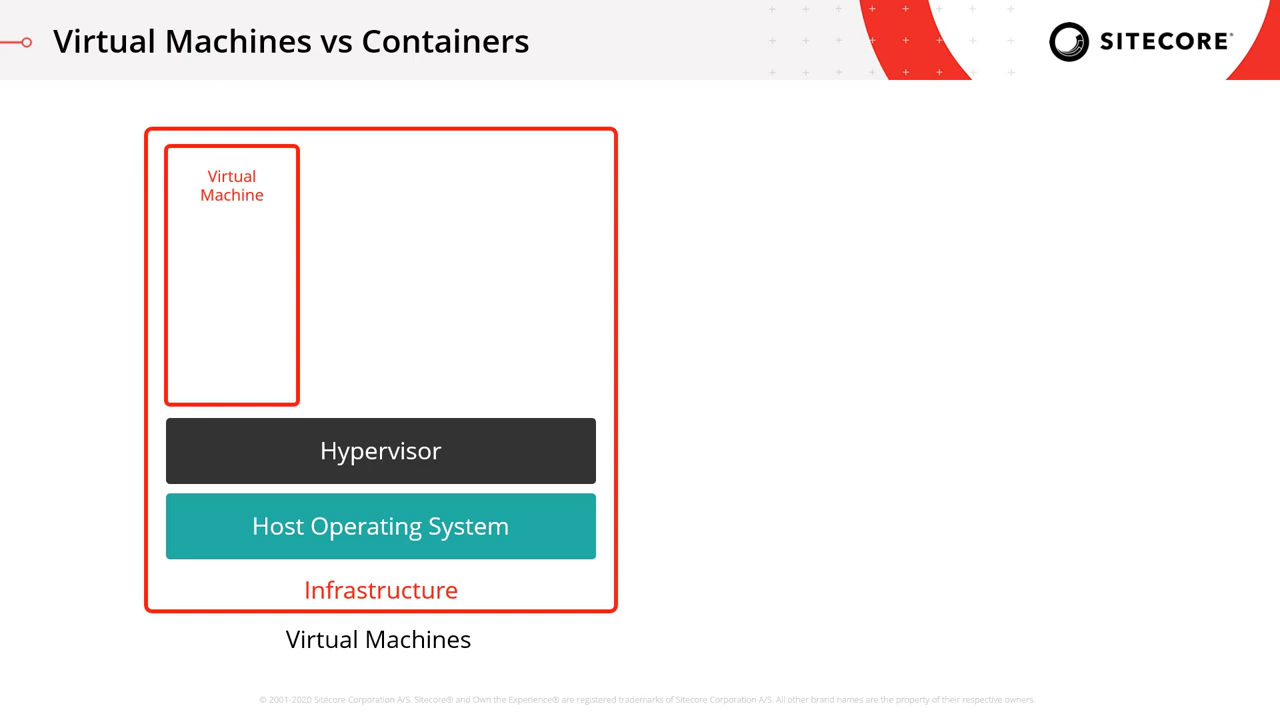 Virtual Machines vs Containers
SITECORE®
Virtual
Machine
Hypervisor
Host Operating System
Infrastructure
Virtual Machines
© 2001-2020 Sitecore Corporation A/S. Sitecore® and Own the Experience® are registered trademarks of Sitecore Corporation A/S. All other brand names are the property of their respective owners.